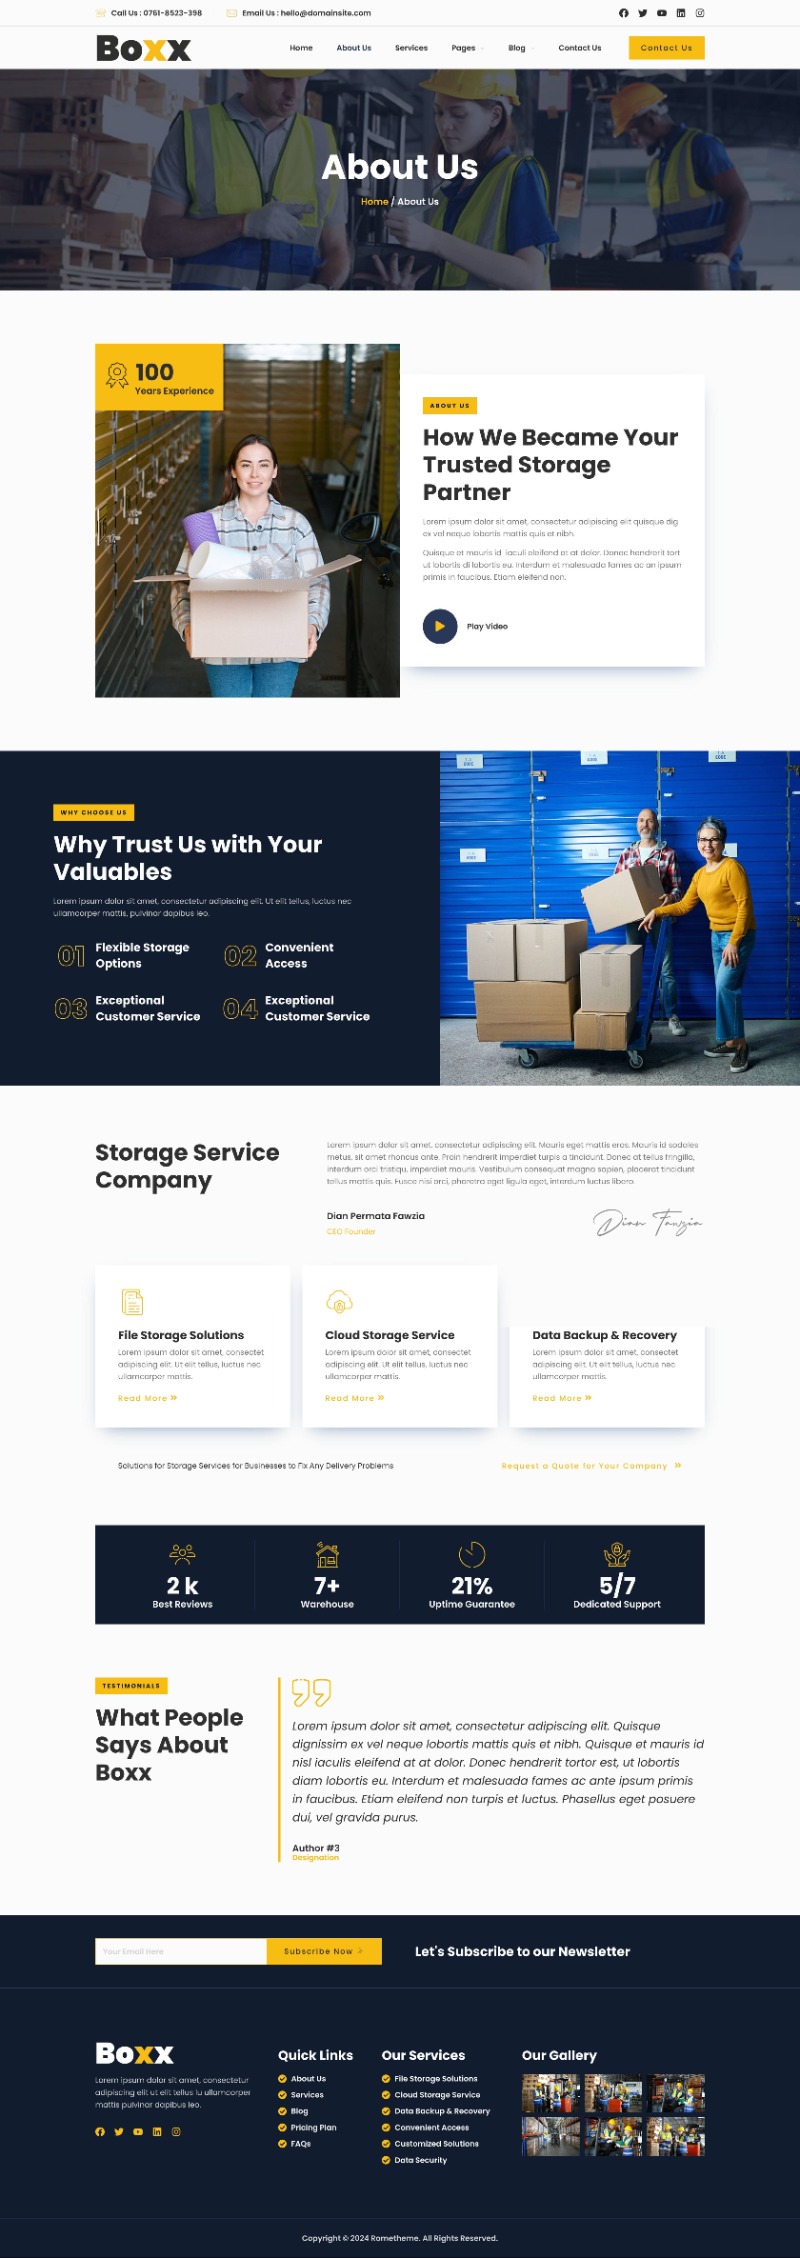 Call Us : 0761-8523-398
Email Us : hello@domainsite.com
Boxx
Home
About Us
Services
Pages
Blog
Contact Us
Contact Us
About Us
Home / About Us
100
Years Experience
ABOUT US
How We Became Your
Trusted Storage
Partner
Lorem ipsum dolor sit amet, consectetur adipiscing elit quisque dig
ex vel neque lobortis mattis quis et nibh.
Quisque et mauris id iaculi eleifend at at dolor. Donec hendrerit tort
ut lobortis di lobortis eu. Interdum et malesuada fames ac an ipsum
primis in faucibus. Etiam eleifend non.
Play Video
WHY CHOOSE US
Why Trust Us with Your
Valuables
Lorem ipsum dolor sit amet, consectetur adipiscing elit. Ut elit tellus, luctus nec
ullamcorper mattis, pulvinar dapibus leo.
01
Flexible Storage
Options
02
Convenient
Access
03
Exceptional
Customer Service
04
Exceptional
Customer Service
Storage Service
Company
Lorem ipsum dolor sit amet, consectetur adipiscing elit. Mauris eget mattis eros. Mauris id sodales
metus, sit amet rhoncus ante. Proin hendrerit imperdiet turpis a tincidunt. Donec at tellus fringilla,
interdum orci tristiqu, imperdiet mauris. Vestibulum consequat magna sapien, placerat tincidunt
tellus mattis quis. Fusce nisi orci, pharetra eget ligula eget, interdum luctus libero.
Dian Permata Fawzia
CEO Founder
Dian Fawzia
File Storage Solutions
Lorem ipsum dolor sit amet, consectet
adipiscing elit. Ut elit tellus, luctus nec
ullamcorper mattis.
Read More
Cloud Storage Service
Lorem ipsum dolor sit amet, consectet
adipiscing elit. Ut elit tellus, luctus nec
ullamcorper mattis.
Read More
Data Backup & Recovery
Lorem ipsum dolor sit amet, consectet
adipiscing elit. Ut elit tellus, luctus nec
ullamcorper mattis.
Read More
Solutions for Storage Services for Businesses to Fix Any Delivery Problems
Request a Quote for Your Company
2 k
Best Reviews
7+
Warehouse
21%
Uptime Guarantee
5/7
Dedicated Support
TESTIMONIALS
What People
Says About
Boxx
Lorem ipsum dolor sit amet, consectetur adipiscing elit. Quisque
dignissim ex vel neque lobortis mattis quis et nibh. Quisque et mauris id
nisl iaculis eleifend at at dolor. Donec hendrerit tortor est, ut lobortis
diam lobortis eu. Interdum et malesuada fames ac ante ipsum primis
in faucibus. Etiam eleifend non turpis et luctus. Phasellus eget posuere
dui, vel gravida purus.
Author #3
Designation
Your Email Here
Subscribe Now
Let's Subscribe to our Newsletter
Boxx
Lorem ipsum dolor sit amet, consectetur
adipiscing elit ut elit tellus lu ullamcorper
mattis pulvinar dapibus leo.
Quick Links
About Us
Services
Blog
Pricing Plan
FAQs
Our Services
File Storage Solutions
Cloud Storage Service
Data Backup & Recovery
Convenient Access
Customized Solutions
Data Security
Our Gallery
Copyright © 2024 Rometheme. All Rights Reserved.